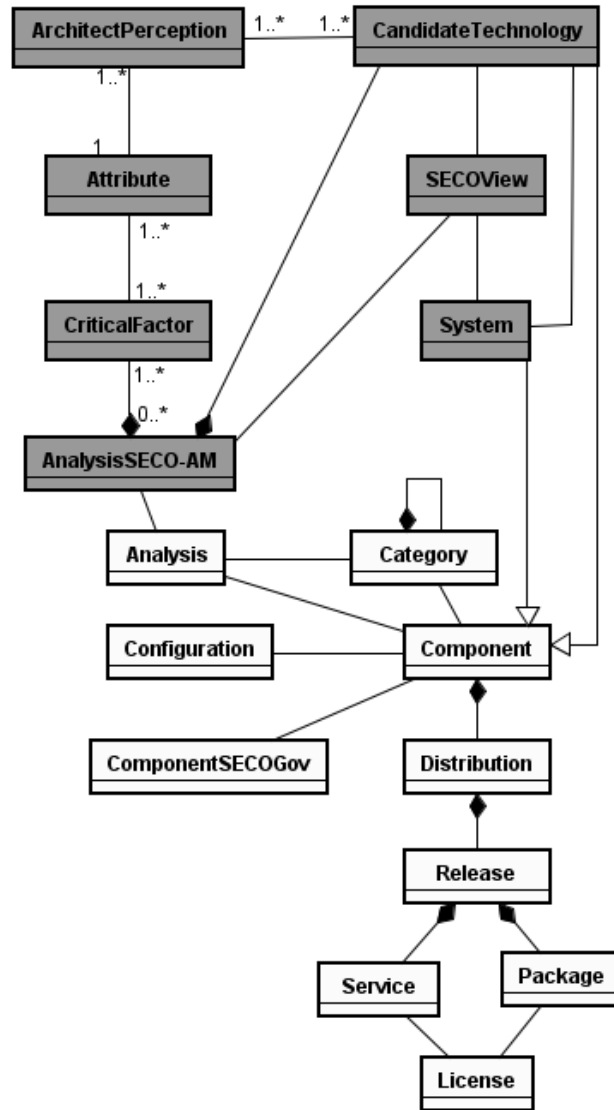 ArchitectPerception
1..*
1..*
CandidateTechnology
1..*
1
Attribute
SECOView
1..*
1..*
CriticalFactor
System
1..*
0..*
AnalysisSECO-AM
Analysis
Category
Configuration
Component
ComponentSECOGov
Distribution
Release
Service
Package
License